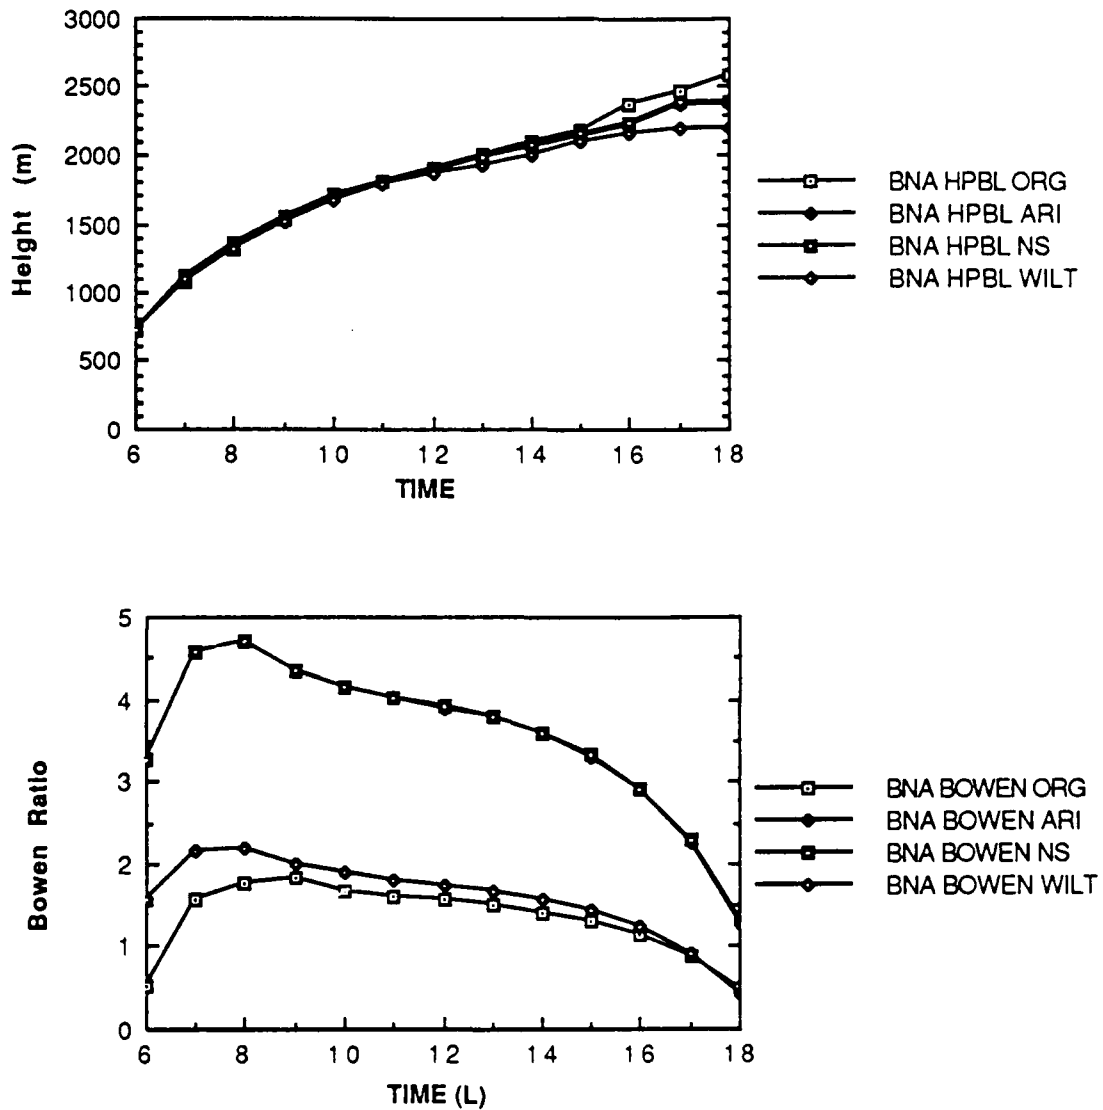 3000
2500
2000
1500
1000
500
0
Height (m)
6 8 10 12 14 16 18
TIME
BNA HPBL ORG
BNA HPBL ARI
BNA HPBL NS
BNA HPBL WILT
5
4
3
2
1
0
Bowen Ratio
6 8 10 12 14 16 18
TIME (L)
BNA BOWEN ORG
BNA BOWEN ARI
BNA BOWEN NS
BNA BOWEN WILT